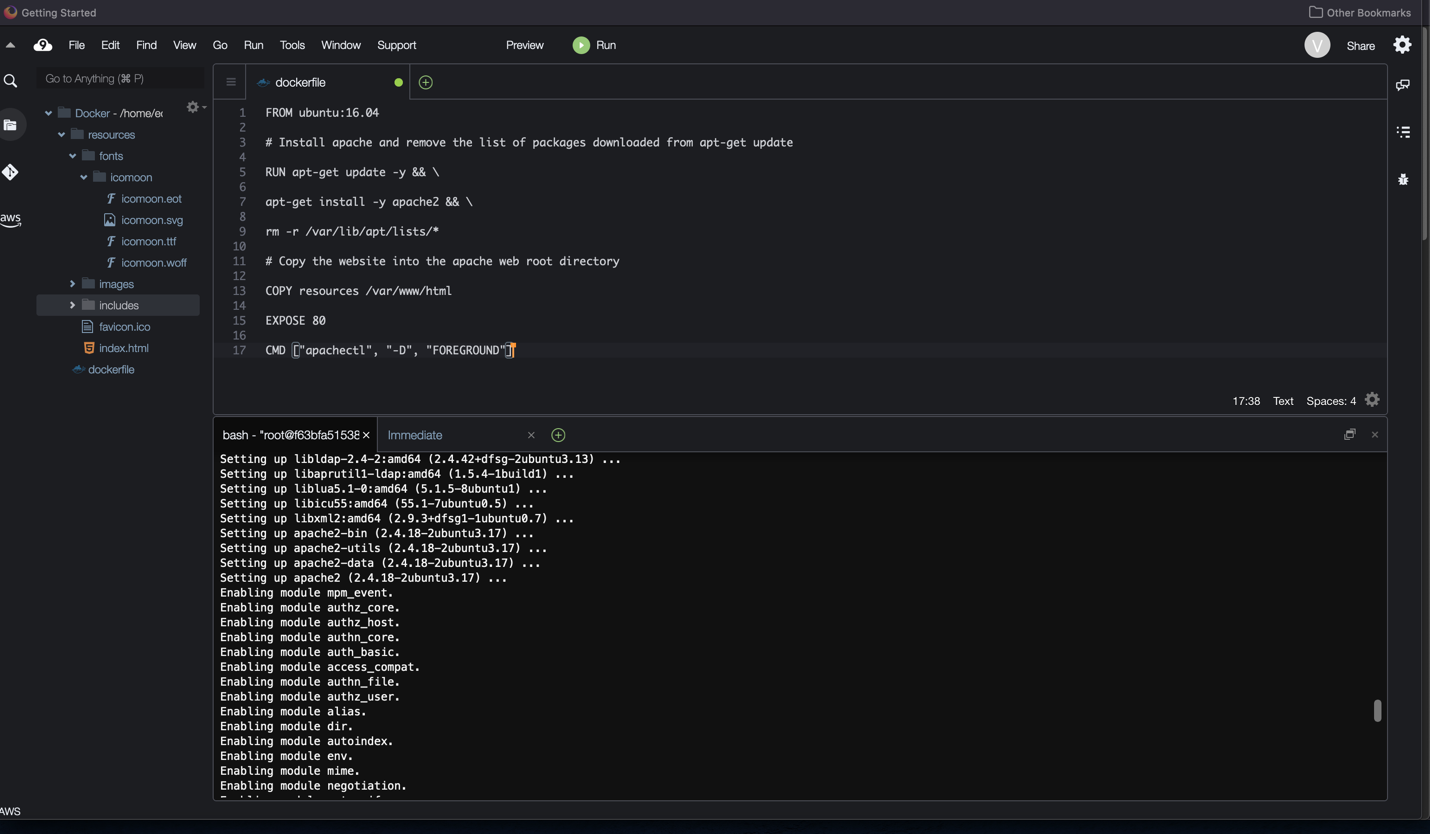 Getting Started
Other Bookmarks
File Edit Find View Go Run Tools Window Support Preview Run
V Share
Go to Anything (⌘ P)
dockerfile
Docker - /home/ec
resources
fonts
icomoon
icomoon.eot
icomoon.svg
icomoon.ttf
icomoon.woff
images
includes
favicon.ico
index.html
dockerfile
aws
AWS
1 FROM ubuntu:16.04
2
3 # Install apache and remove the list of packages downloaded from apt-get update
4
5 RUN apt-get update -y && \
6
7 apt-get install -y apache2 && \
8
9 rm -r /var/lib/apt/lists/*
10
11 # Copy the website into the apache web root directory
12
13 COPY resources /var/www/html
14
15 EXPOSE 80
16
17 CMD ["apachectl", "-D", "FOREGROUND"]
17:38 Text Spaces: 4
bash - "root@f63bfa51538 × Immediate ×
Setting up libldap-2.4-2:amd64 (2.4.42+dfsg-2ubuntu3.13) ...
Setting up libaprutil1-ldap:amd64 (1.5.4-1build1) ...
Setting up liblua5.1-0:amd64 (5.1.5-8ubuntu1) ...
Setting up libicu55:amd64 (55.1-7ubuntu0.5) ...
Setting up libxml2:amd64 (2.9.3+dfsg1-1ubuntu0.7) ...
Setting up apache2-bin (2.4.18-2ubuntu3.17) ...
Setting up apache2-utils (2.4.18-2ubuntu3.17) ...
Setting up apache2-data (2.4.18-2ubuntu3.17) ...
Setting up apache2 (2.4.18-2ubuntu3.17) ...
Enabling module mpm_event.
Enabling module authz_core.
Enabling module authz_host.
Enabling module authn_core.
Enabling module auth_basic.
Enabling module access_compat.
Enabling module authn_file.
Enabling module authz_user.
Enabling module alias.
Enabling module dir.
Enabling module autoindex.
Enabling module env.
Enabling module mime.
Enabling module negotiation.